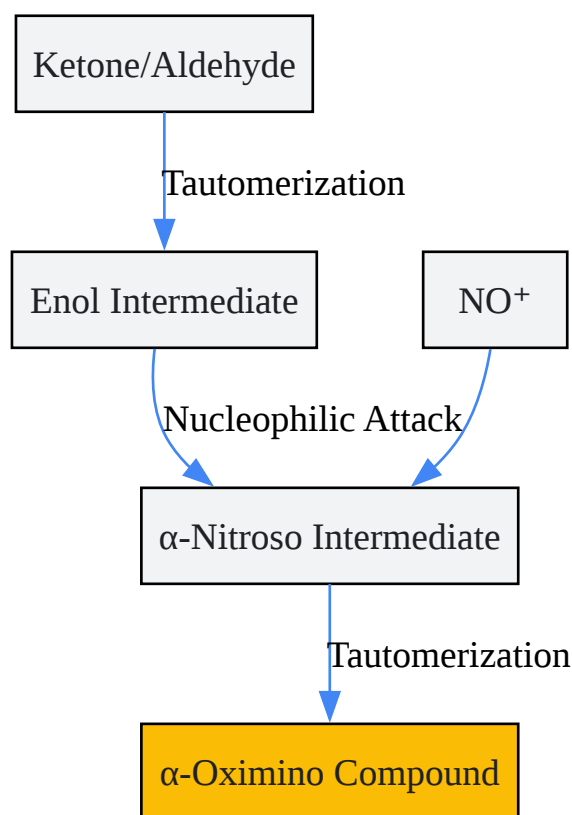 Ketone/Aldehyde
Tautomerization
Enol Intermediate
NO⁺
Nucleophilic Attack
α-Nitroso Intermediate
Tautomerization
α-Oximino Compound